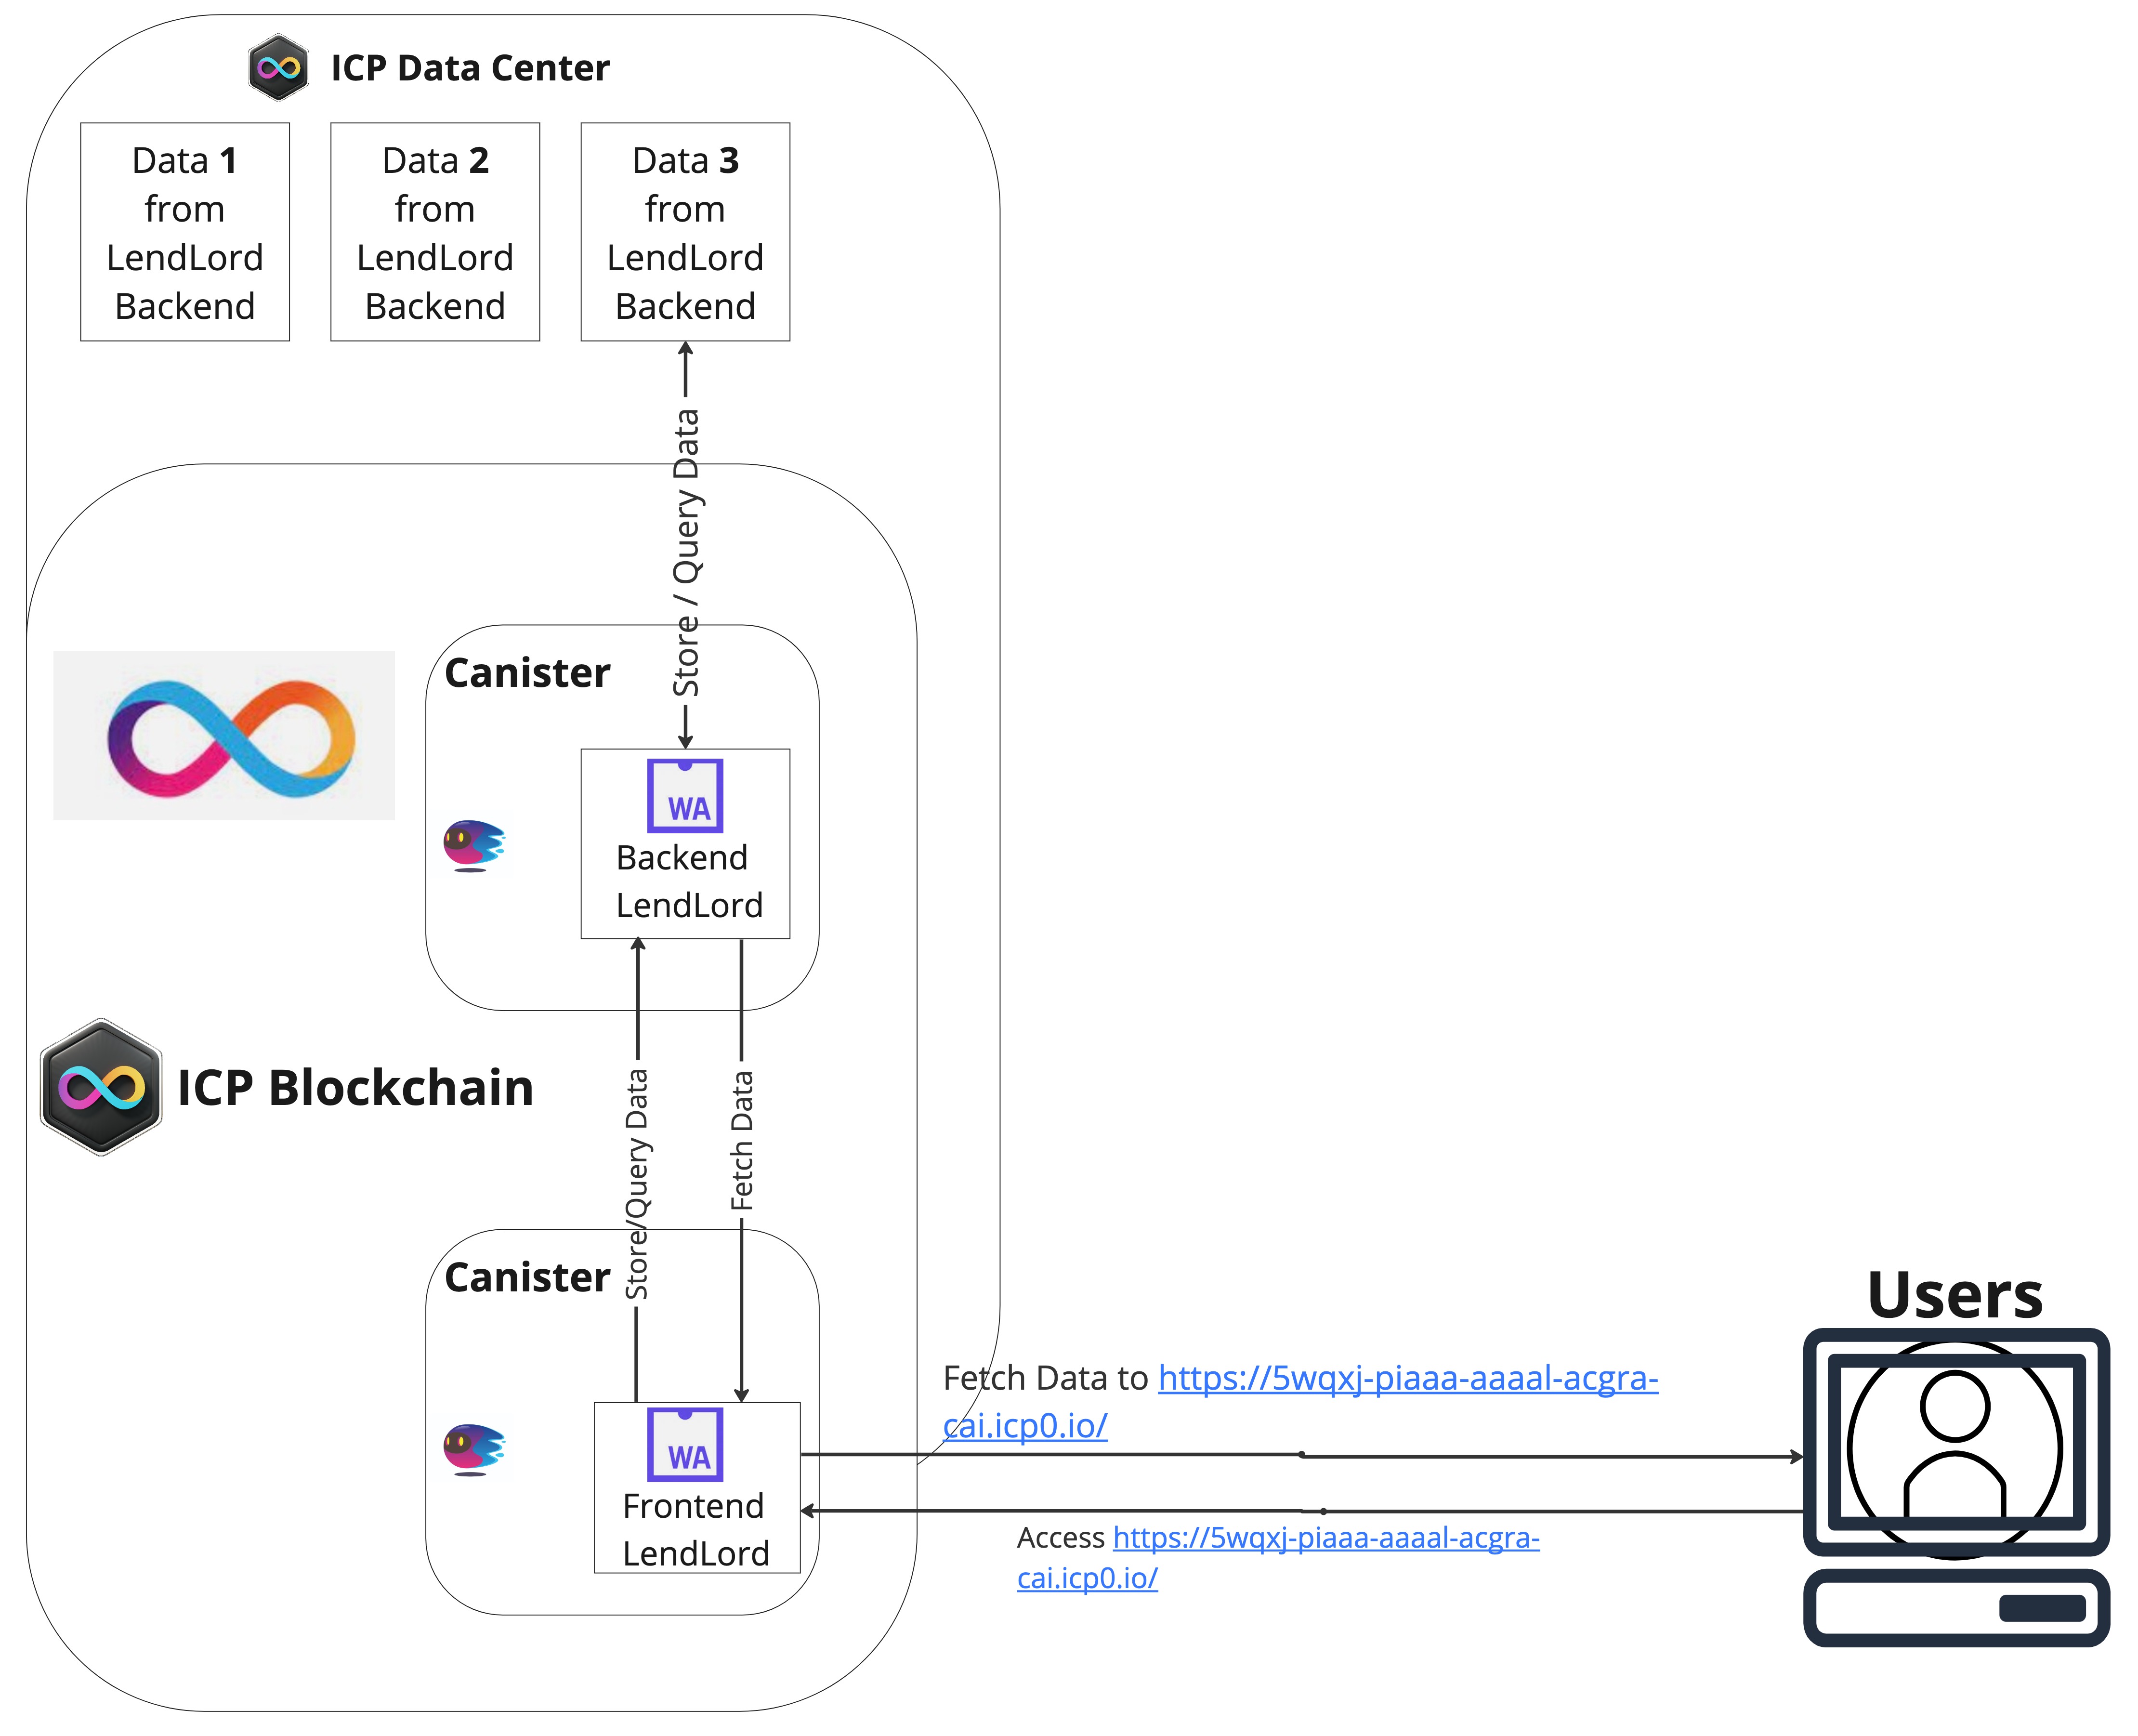 ICP Data Center
Data 1
from
LendLord
Backend
Data 2
from
LendLord
Backend
Data 3
from
LendLord
Backend
Store / Query Data
Canister
WA
Backend
LendLord
ICP Blockchain
Store/Query Data
Fetch Data
Canister
WA
Frontend
LendLord
Fetch Data to https://5wqxj-piaaa-aaaal-acgra-
cai.icp0.io/
Access https://5wqxj-piaaa-aaaal-acgra-
cai.icp0.io/
Users